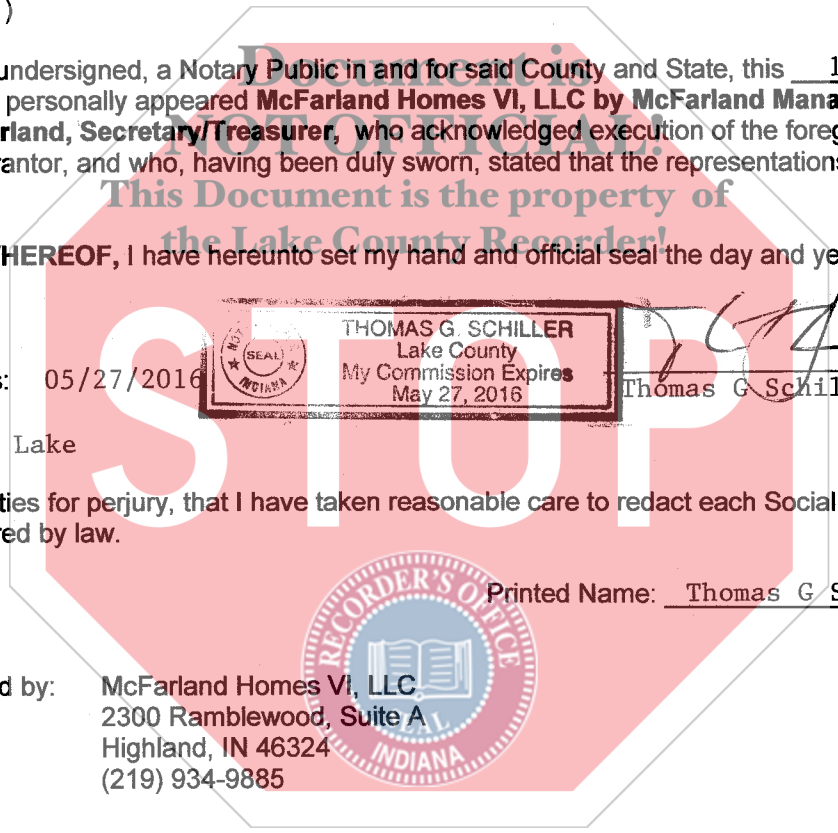 )
Document is
undersigned, a Notary Public in and for said County and State, this 1
personally appeared McFarland Homes VI, LLC by McFarland Mana
rland, Secretary/Treasurer, who acknowledged execution of the foreg
NOT OFFICIAL!
rantor, and who, having been duly sworn, stated that the representations
This Document is the property of
the Lake County Recorder!
HEREOF, I have hereunto set my hand and official seal the day and ye
STOP
THOMAS G. SCHILLER
Lake County
My Commission Expires
May 27, 2016
SEAL
INDIANA
s: 05/27/2016
Thomas G Schil
Lake
ties for perjury, that I have taken reasonable care to redact each Social
ed by law.
RECORDER'S OFFICE
SEAL
INDIANA
Printed Name: Thomas G S
d by: McFarland Homes VI, LLC
2300 Ramblewood, Suite A
Highland, IN 46324
(219) 934-9885